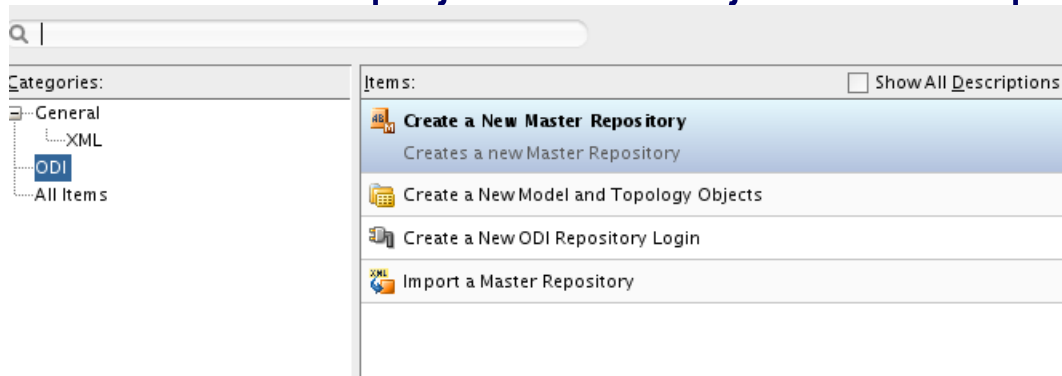 Categories:
General
XML
ODI
All Items
Items:
Show All Descriptions
Create a New Master Repository
Creates a new Master Repository
Create a New Model and Topology Objects
Create a New ODI Repository Login
Import a Master Repository